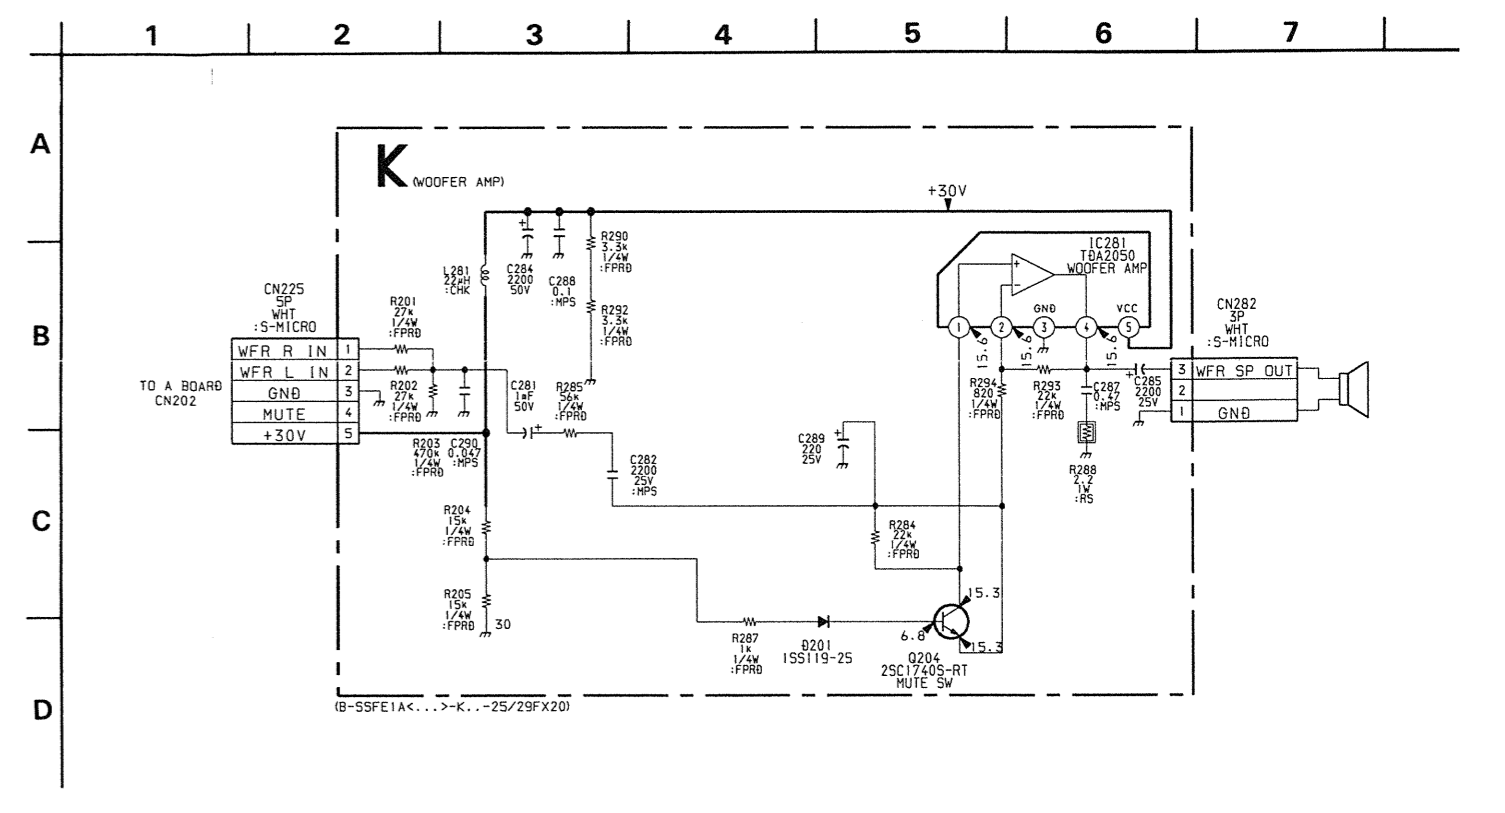 1 2 3 4 5 6 7
A
B
C
D
K (WOOFER AMP)
+30V
IC281
TDA2050
WOOFER AMP
GND
VCC
1 2 3 4 5
15.6
15.6
15.6
CN225
5P
WHT
:S-MICRO
TO A BOARD
CN202
WFR R IN 1
WFR L IN 2
GND 3
MUTE 4
+30V 5
R201
27k
1/4W
:FPRD
R202
27k
1/4W
:FPRD
L281
22µH
:CHK
C284
2200
50V
C288
0.1
:MPS
R290
3.3k
1/4W
:FPRD
R292
3.3k
1/4W
:FPRD
C281
1mF
50V
R285
56k
1/4W
:FPRD
R203
470k
1/4W
:FPRD
C290
0.047
:MPS
C282
2200
25V
:MPS
C289
220
25V
R294
820
1/4W
:FPRD
R293
22k
1/4W
:FPRD
C287
0.47
:MPS
C285
2200
25V
R288
2.2
1W
:RS
CN282
3P
WHT
:S-MICRO
3 WFR SP OUT
2
1 GND
R204
15k
1/4W
:FPRD
R284
22k
1/4W
:FPRD
R205
15k
1/4W
:FPRD
30
R287
1k
1/4W
:FPRD
D201
1SS119-25
6.8
15.3
15.3
Q204
2SC1740S-RT
MUTE SW
(B-SSFE1A<...>-K..-25/29FX20)